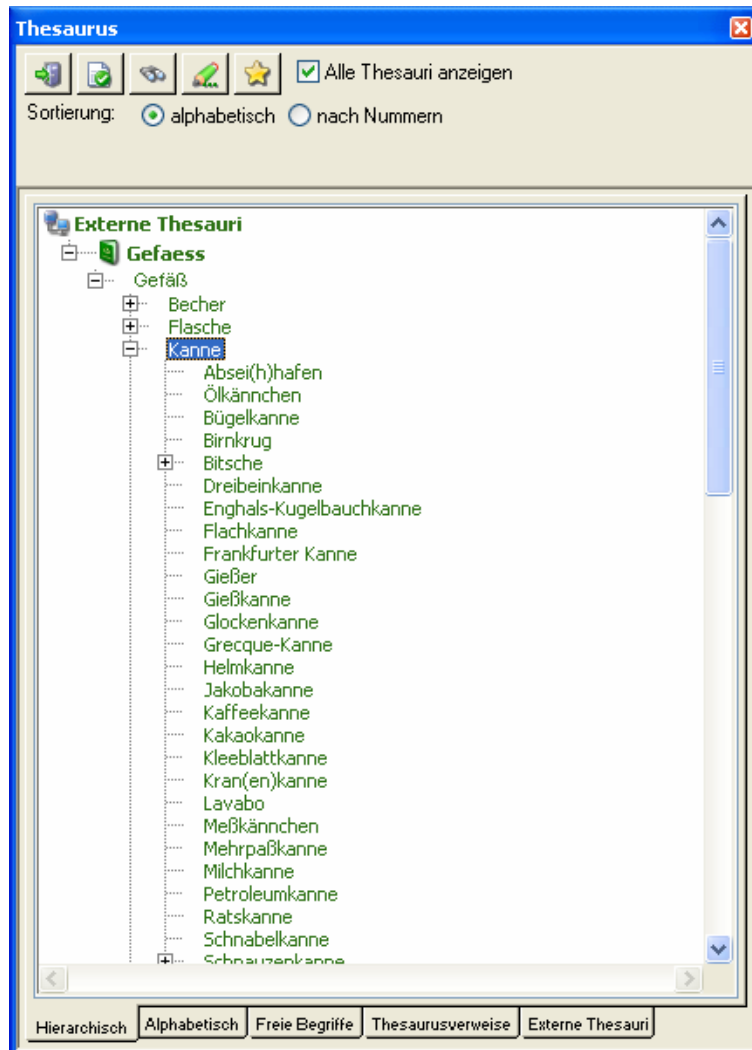 Thesaurus
Alle Thesauri anzeigen
Sortierung: alphabetisch nach Nummern
Externe Thesauri
Gefaess
Gefäß
Becher
Flasche
Kanne
Absei(h)hafen
Ölkännchen
Bügelkanne
Birnkrug
Bitsche
Dreibeinkanne
Enghals-Kugelbauchkanne
Flachkanne
Frankfurter Kanne
Gießer
Gießkanne
Glockenkanne
Grecque-Kanne
Helmkanne
Jakobakanne
Kaffeekanne
Kakaokanne
Kleeblattkanne
Kran(en)kanne
Lavabo
Meßkännchen
Mehrpaßkanne
Milchkanne
Petroleumkanne
Ratskanne
Schnabelkanne
Schnauzenkanne
Hierarchisch Alphabetisch Freie Begriffe Thesaurusverweise Externe Thesauri